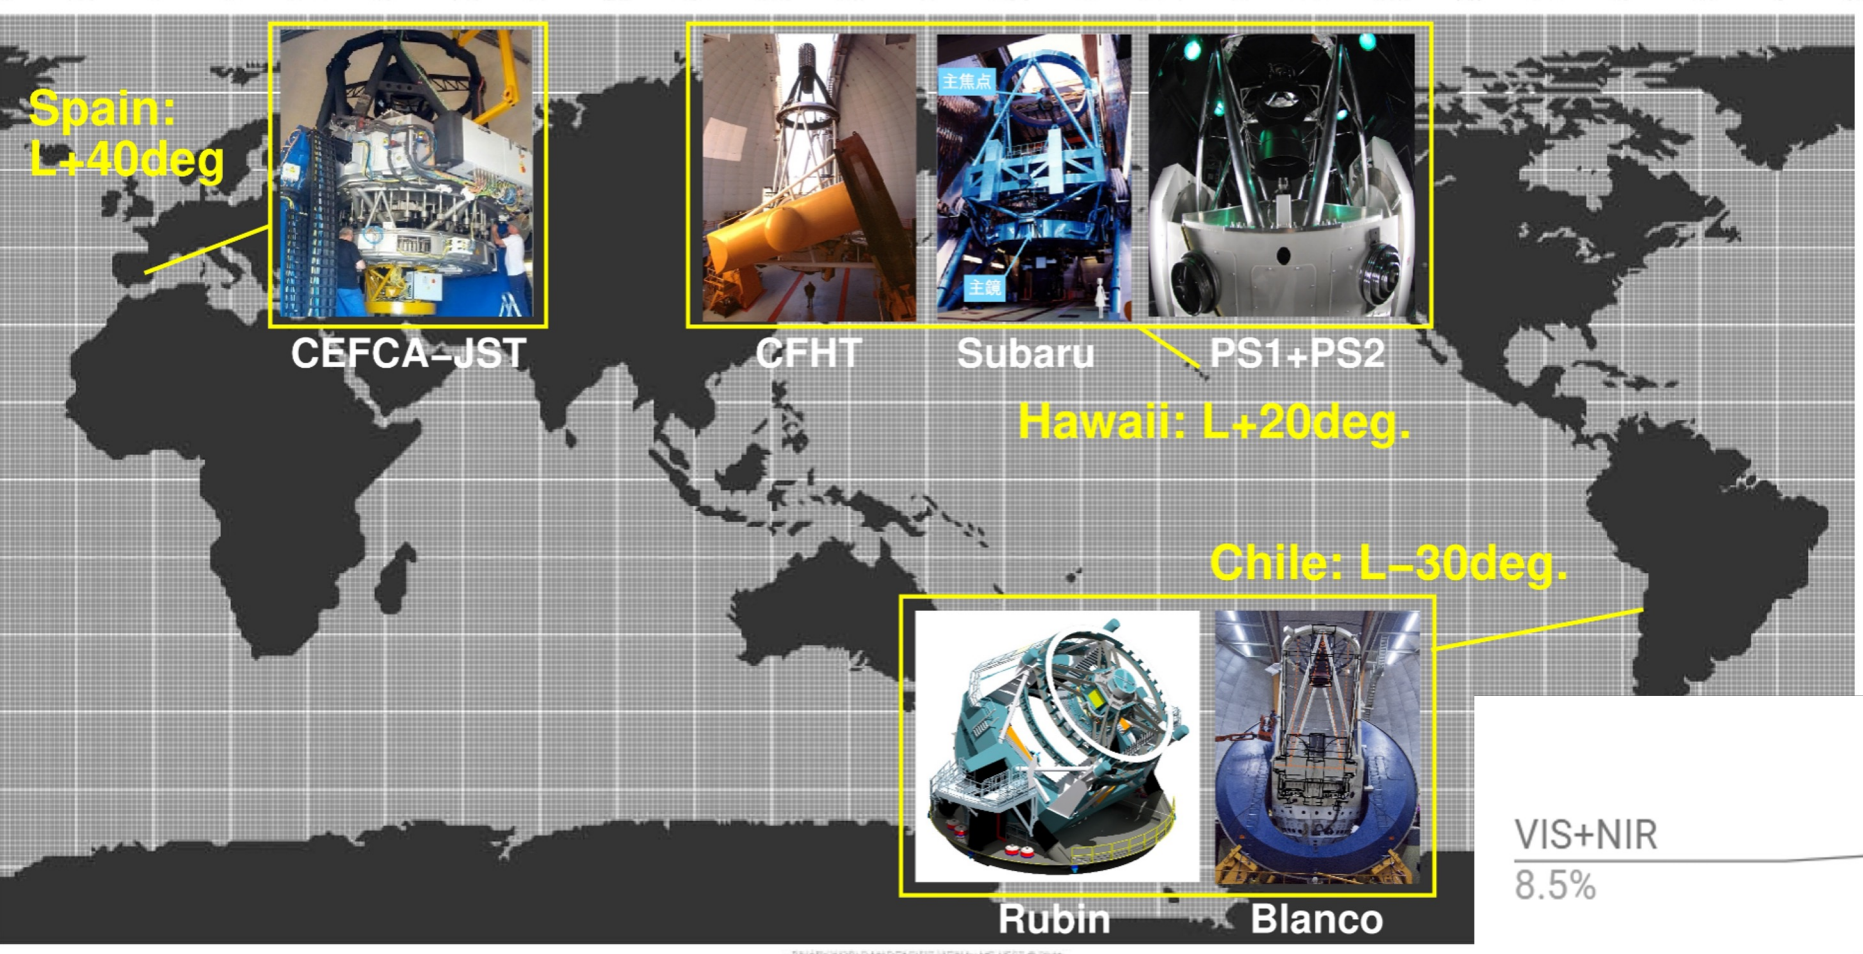 Spain:
L+40deg
主焦点
主鏡
CEFCA–JST
CFHT
Subaru
PS1+PS2
Hawaii: L+20deg.
Chile: L–30deg.
Rubin
Blanco
VIS+NIR
8.5%